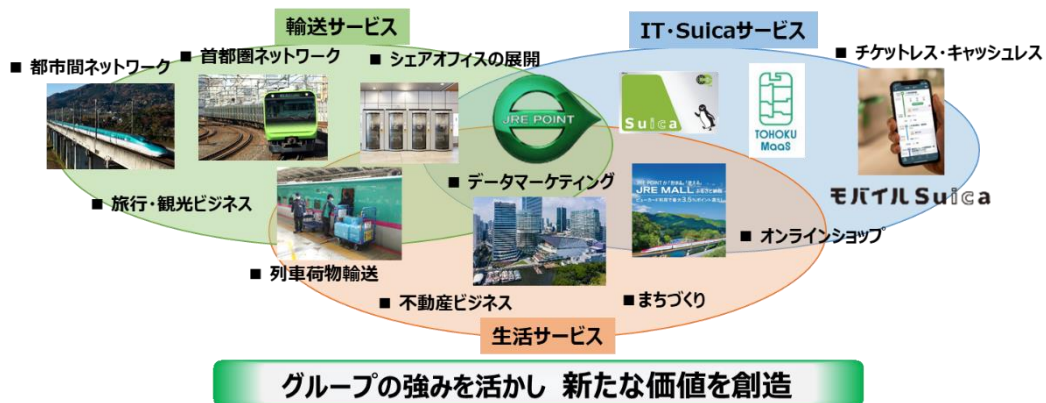 輸送サービス
IT・Suicaサービス
■ 都市間ネットワーク
■ 首都圏ネットワーク
■ シェアオフィスの展開
■ チケットレス・キャッシュレス
JRE POINT
Suica
TOHOKU
MaaS
モバイルSuica
■ 旅行・観光ビジネス
■ データマーケティング
JRE MALL ふるさと納税
■ オンラインショップ
■ 列車荷物輸送
■ 不動産ビジネス
■ まちづくり
生活サービス
グループの強みを活かし 新たな価値を創造